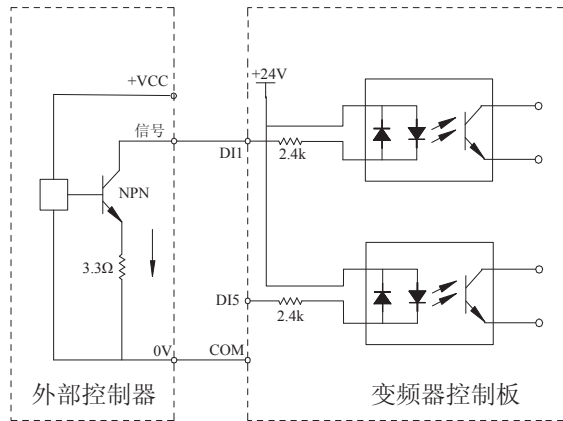 +VCC
+24V
信号
DI1
2.4k
NPN
3.3Ω
DI5
2.4k
0V
COM
外部控制器
变频器控制板